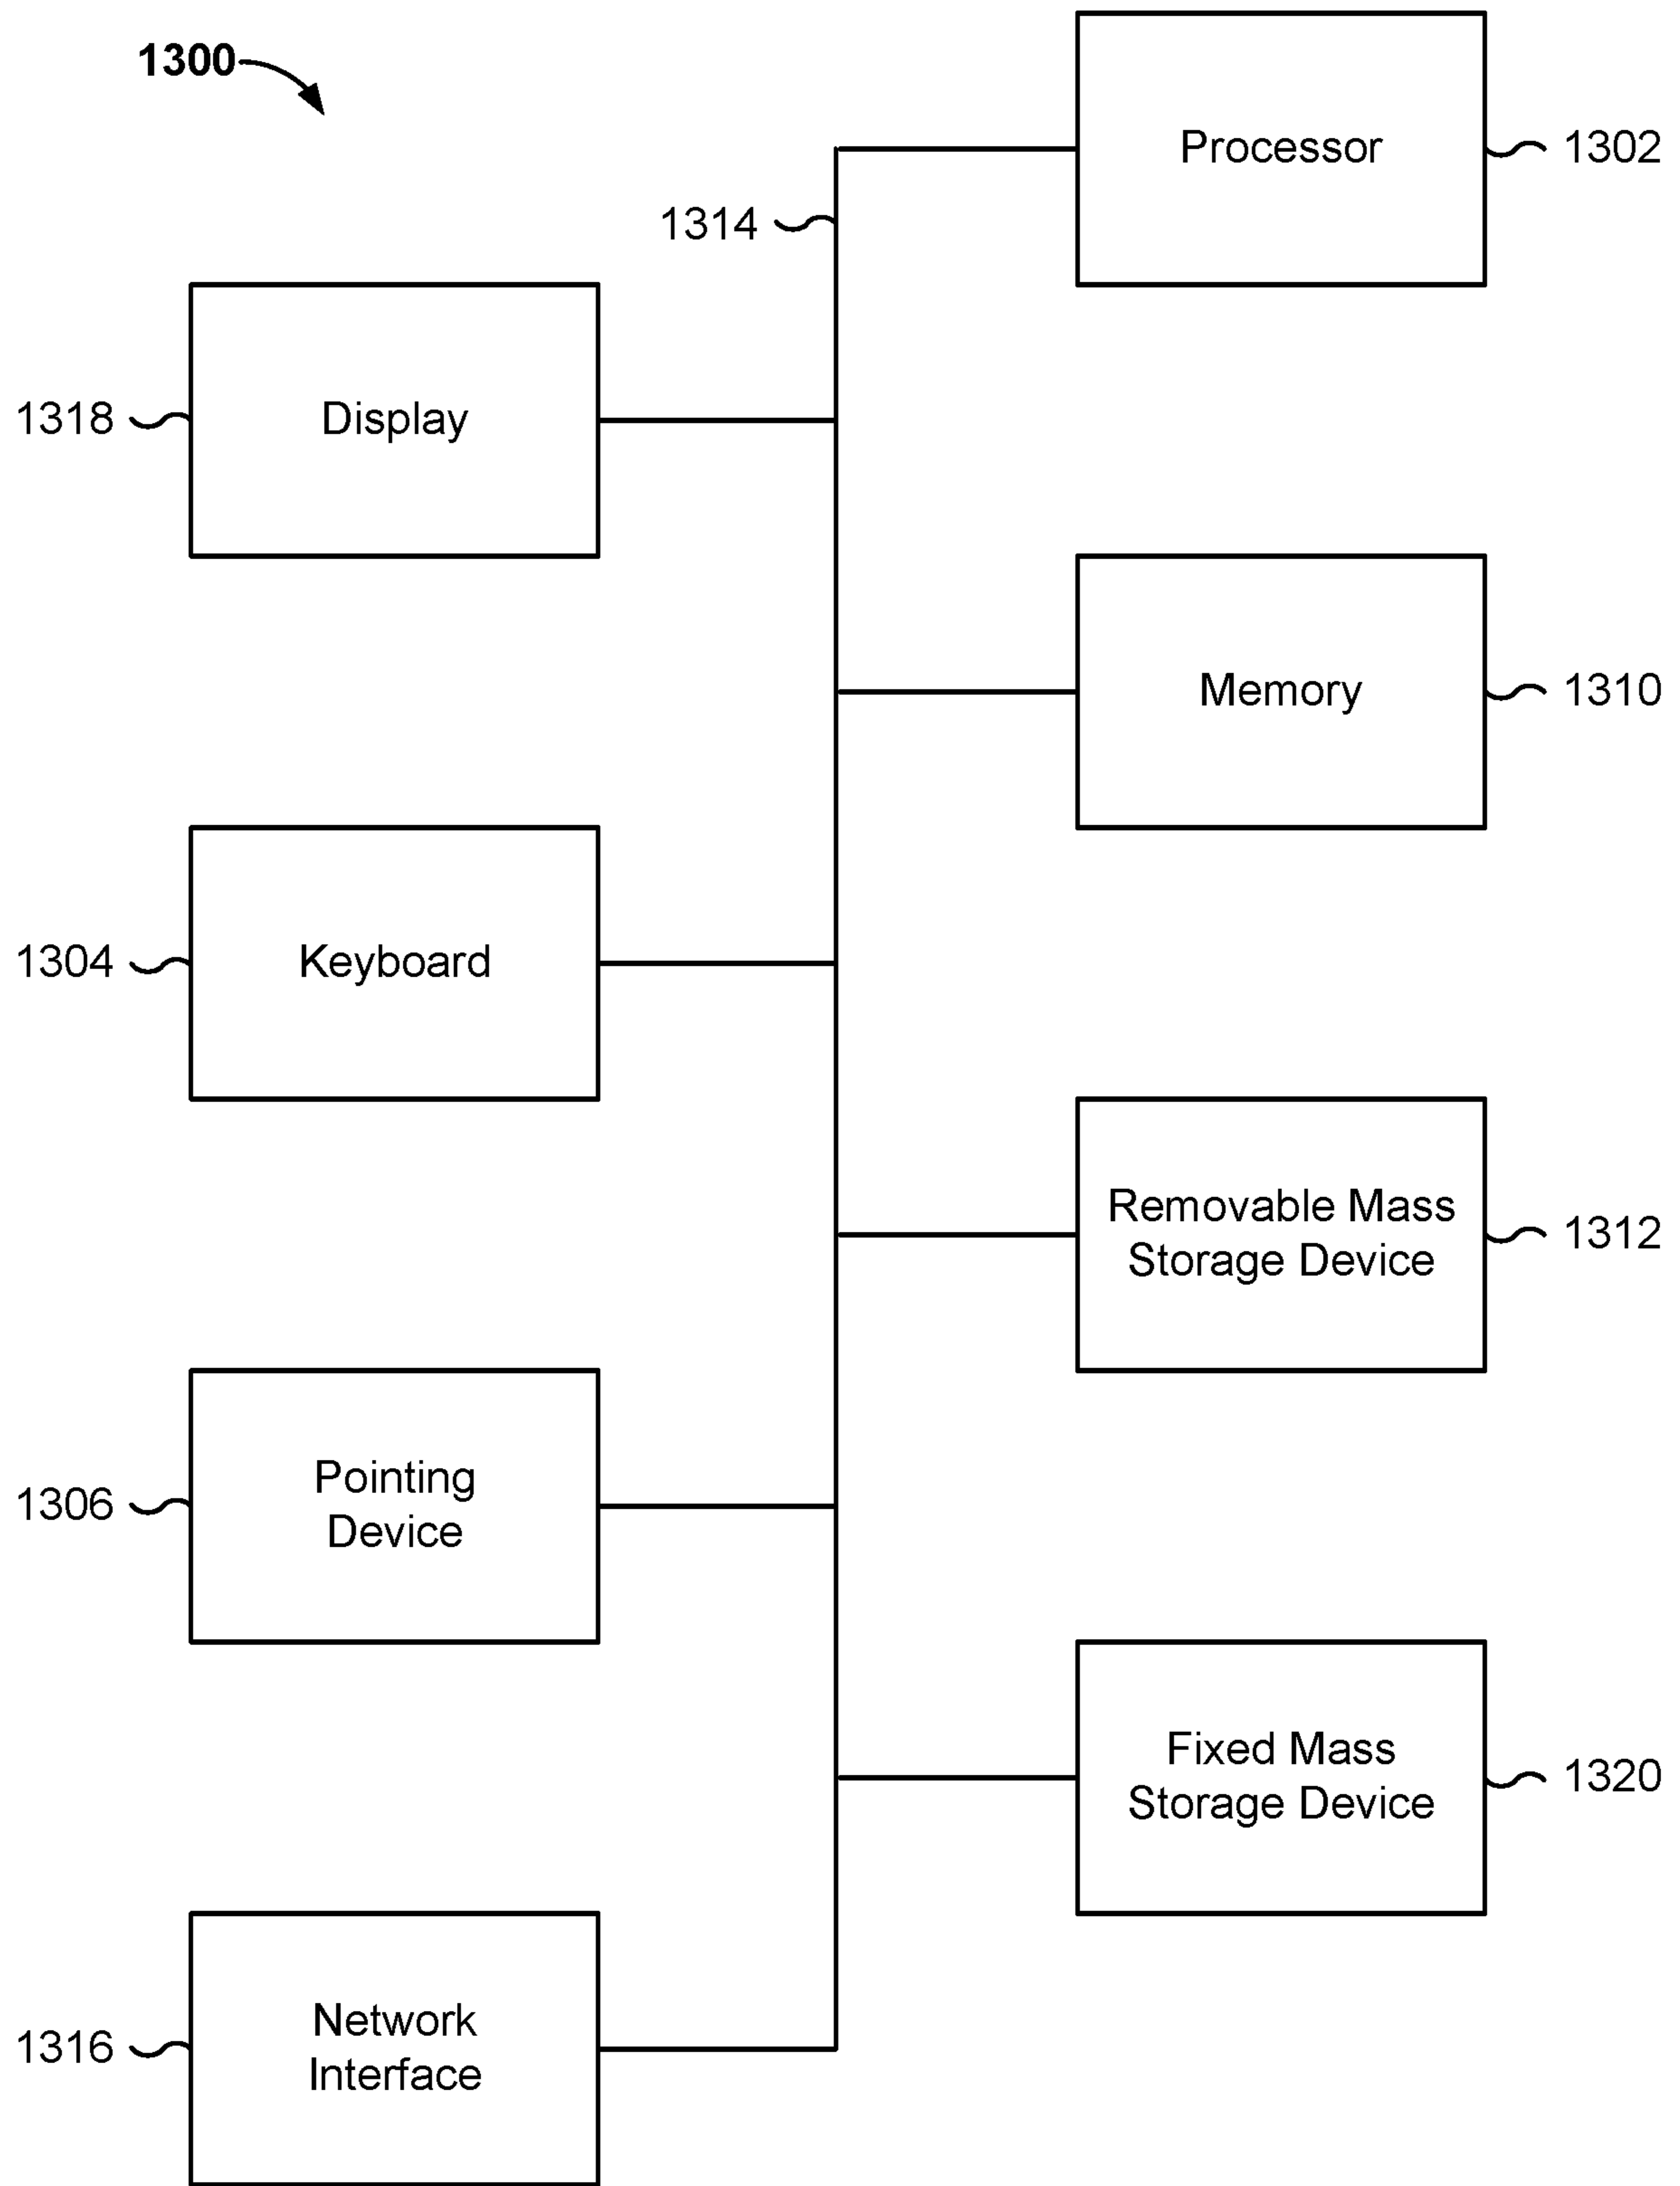 1300
Processor
1302
1314
Display
1318
Memory
1310
Keyboard
1304
Removable Mass
Storage Device
1312
Pointing
Device
1306
Fixed Mass
Storage Device
1320
Network
Interface
1316